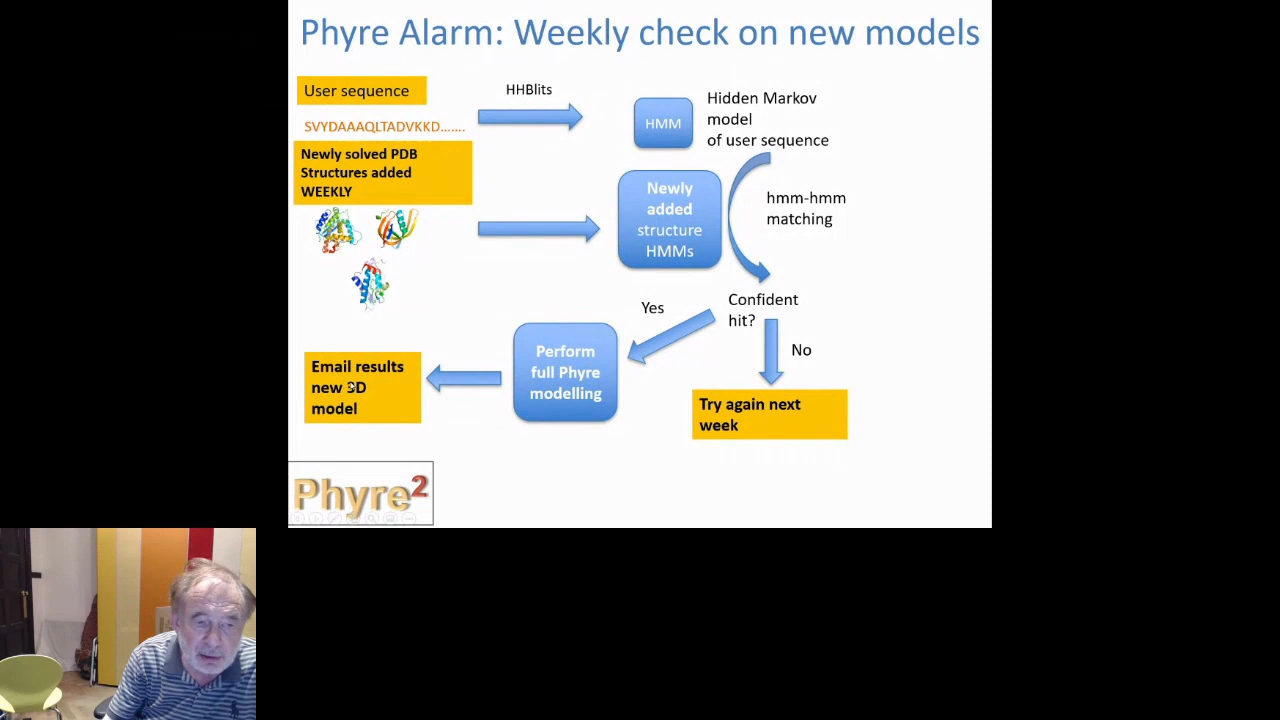 Phyre Alarm: Weekly check on new models
User sequence
HHBlits
SVYDAAAQLTADVKKD…….
HMM
Hidden Markov
model
of user sequence
Newly solved PDB
Structures added
WEEKLY
Newly
added
structure
HMMs
hmm-hmm
matching
Confident
hit?
Yes
No
Perform
full Phyre
modelling
Email results
new 3D
model
Try again next
week
Phyre2